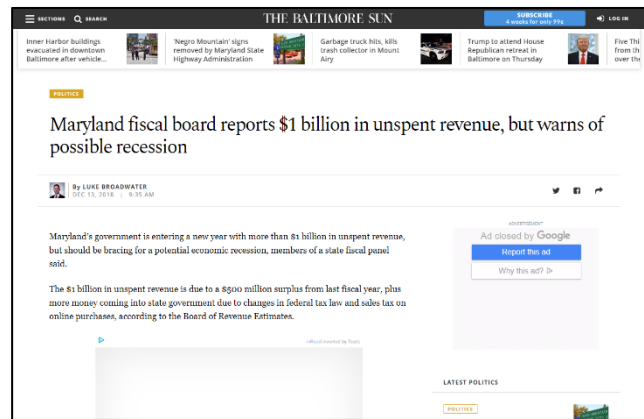 SECTIONS SEARCH THE BALTIMORE SUN SUBSCRIBE LOG IN
4 weeks for only 99¢
Inner Harbor buildings
evacuated in downtown
Baltimore after vehicle...
'Negro Mountain' signs
removed by Maryland State
Highway Administration
Garbage truck hits, kills
trash collector in Mount
Airy
Trump to attend House
Republican retreat in
Baltimore on Thursday
Five Thi
from th
over the
POLITICS
Maryland fiscal board reports $1 billion in unspent revenue, but warns of
possible recession
By LUKE BROADWATER
DEC 13, 2018 | 9:35 AM
Maryland's government is entering a new year with more than $1 billion in unspent revenue,
but should be bracing for a potential economic recession, members of a state fiscal panel
said.
The $1 billion in unspent revenue is due to a $500 million surplus from last fiscal year, plus
more money coming into state government due to changes in federal tax law and sales tax on
online purchases, according to the Board of Revenue Estimates.
ADVERTISEMENT
Ad closed by Google
Report this ad
Why this ad?
LATEST POLITICS
POLITICS